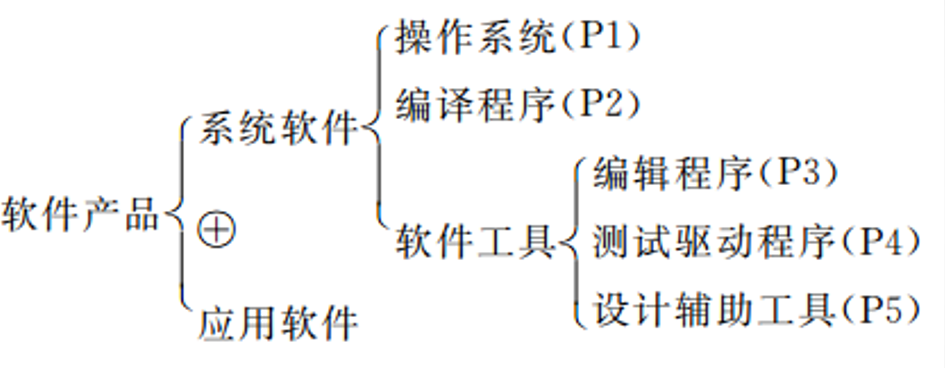 操作系统(P1)
编译程序(P2)
系统软件
编辑程序(P3)
软件产品
⊕
软件工具
测试驱动程序(P4)
设计辅助工具(P5)
应用软件